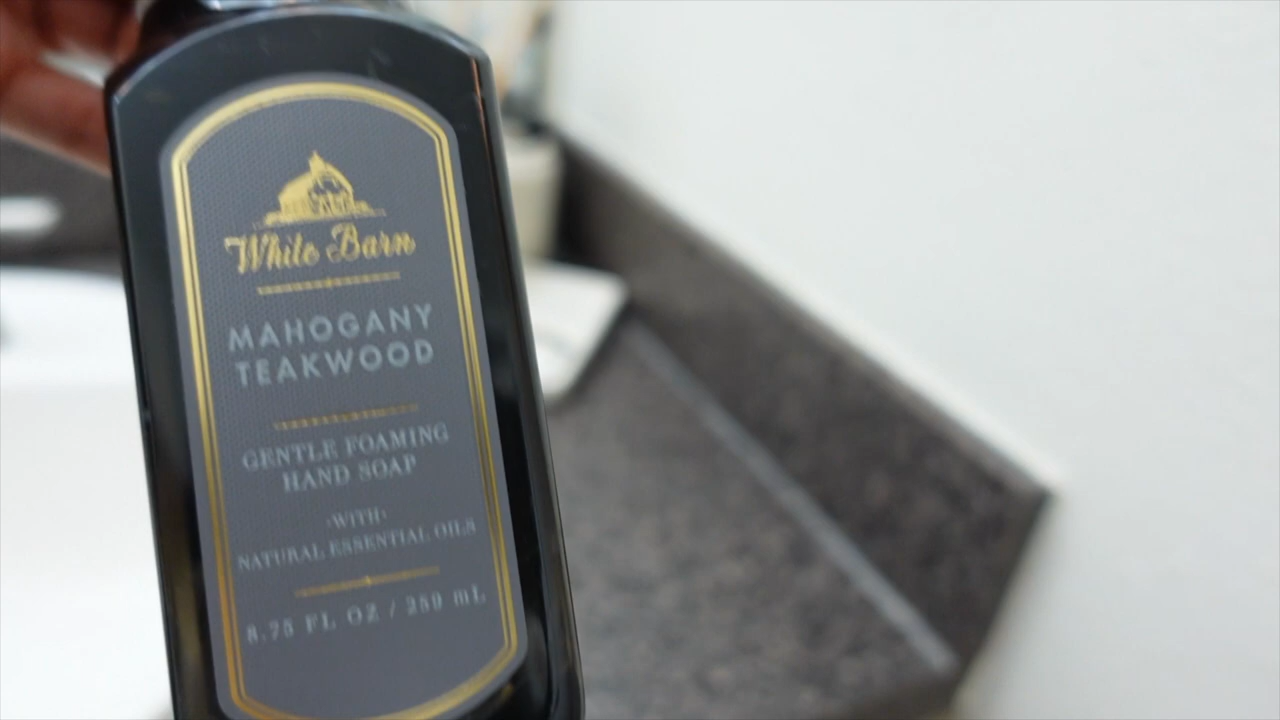 White Barn
MAHOGANY
TEAKWOOD
GENTLE FOAMING
HAND SOAP
·WITH·
NATURAL ESSENTIAL OILS
8.75 FL OZ / 259 mL